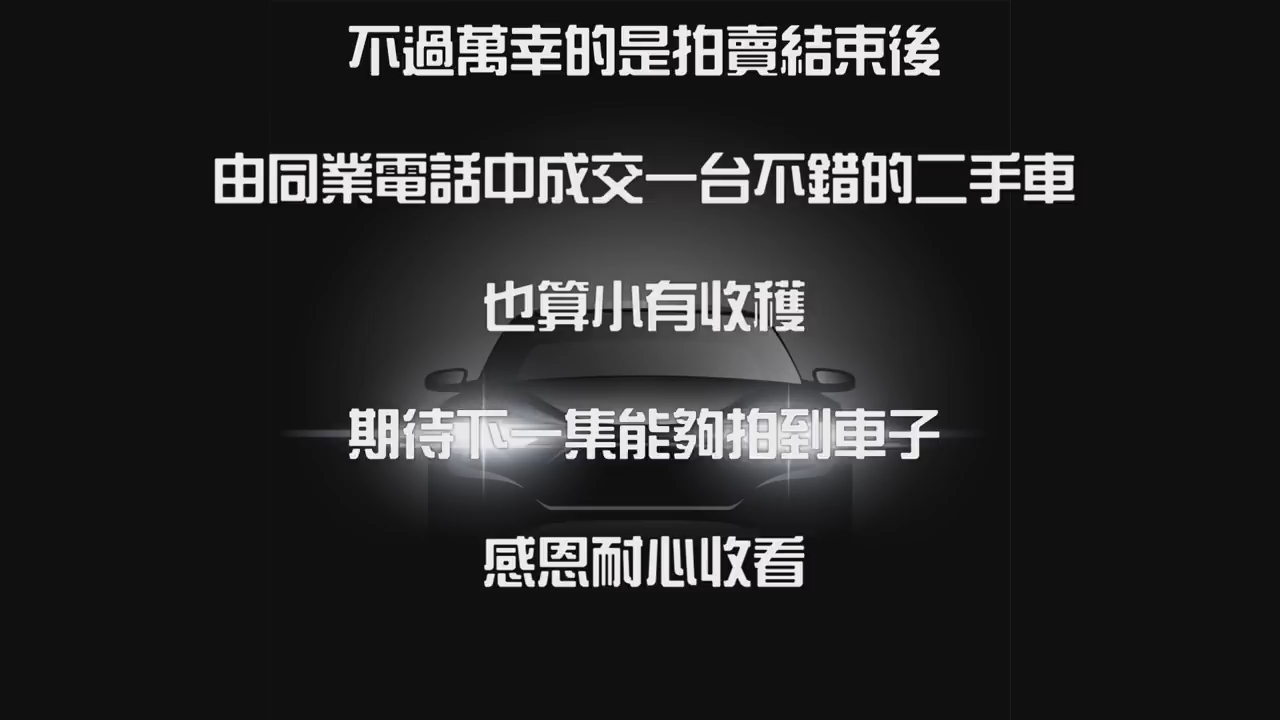 不過萬幸的是拍賣結束後
由同業電話中成交一台不錯的二手車
也算小有收穫
期待下一集能夠拍到車子
感恩耐心收看